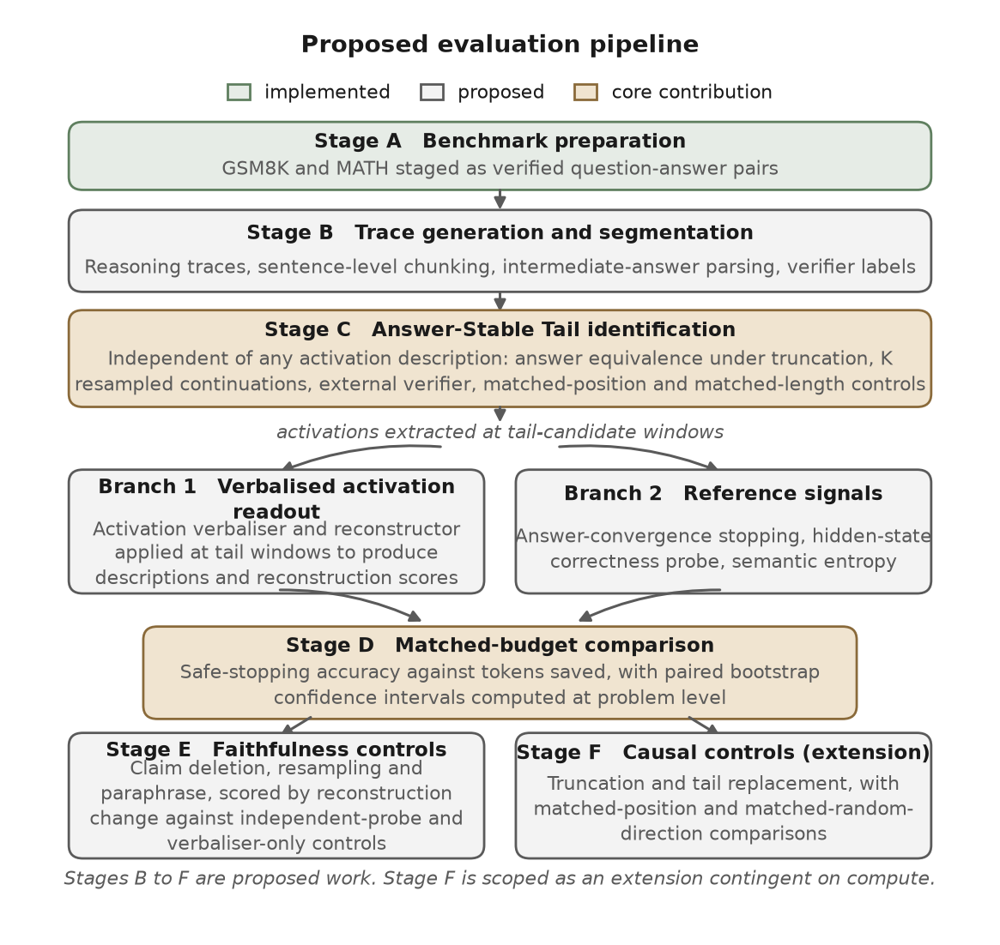 Proposed evaluation pipeline
implemented proposed core contribution
Stage A Benchmark preparation
GSM8K and MATH staged as verified question-answer pairs
Stage B Trace generation and segmentation
Reasoning traces, sentence-level chunking, intermediate-answer parsing, verifier labels
Stage C Answer-Stable Tail identification
Independent of any activation description: answer equivalence under truncation, K
resampled continuations, external verifier, matched-position and matched-length controls
activations extracted at tail-candidate windows
Branch 1 Verbalised activation
readout
Activation verbaliser and reconstructor
applied at tail windows to produce
descriptions and reconstruction scores
Branch 2 Reference signals
Answer-convergence stopping, hidden-state
correctness probe, semantic entropy
Stage D Matched-budget comparison
Safe-stopping accuracy against tokens saved, with paired bootstrap
confidence intervals computed at problem level
Stage E Faithfulness controls
Claim deletion, resampling and
paraphrase, scored by reconstruction
change against independent-probe and
verbaliser-only controls
Stage F Causal controls (extension)
Truncation and tail replacement, with
matched-position and matched-random-
direction comparisons
Stages B to F are proposed work. Stage F is scoped as an extension contingent on compute.